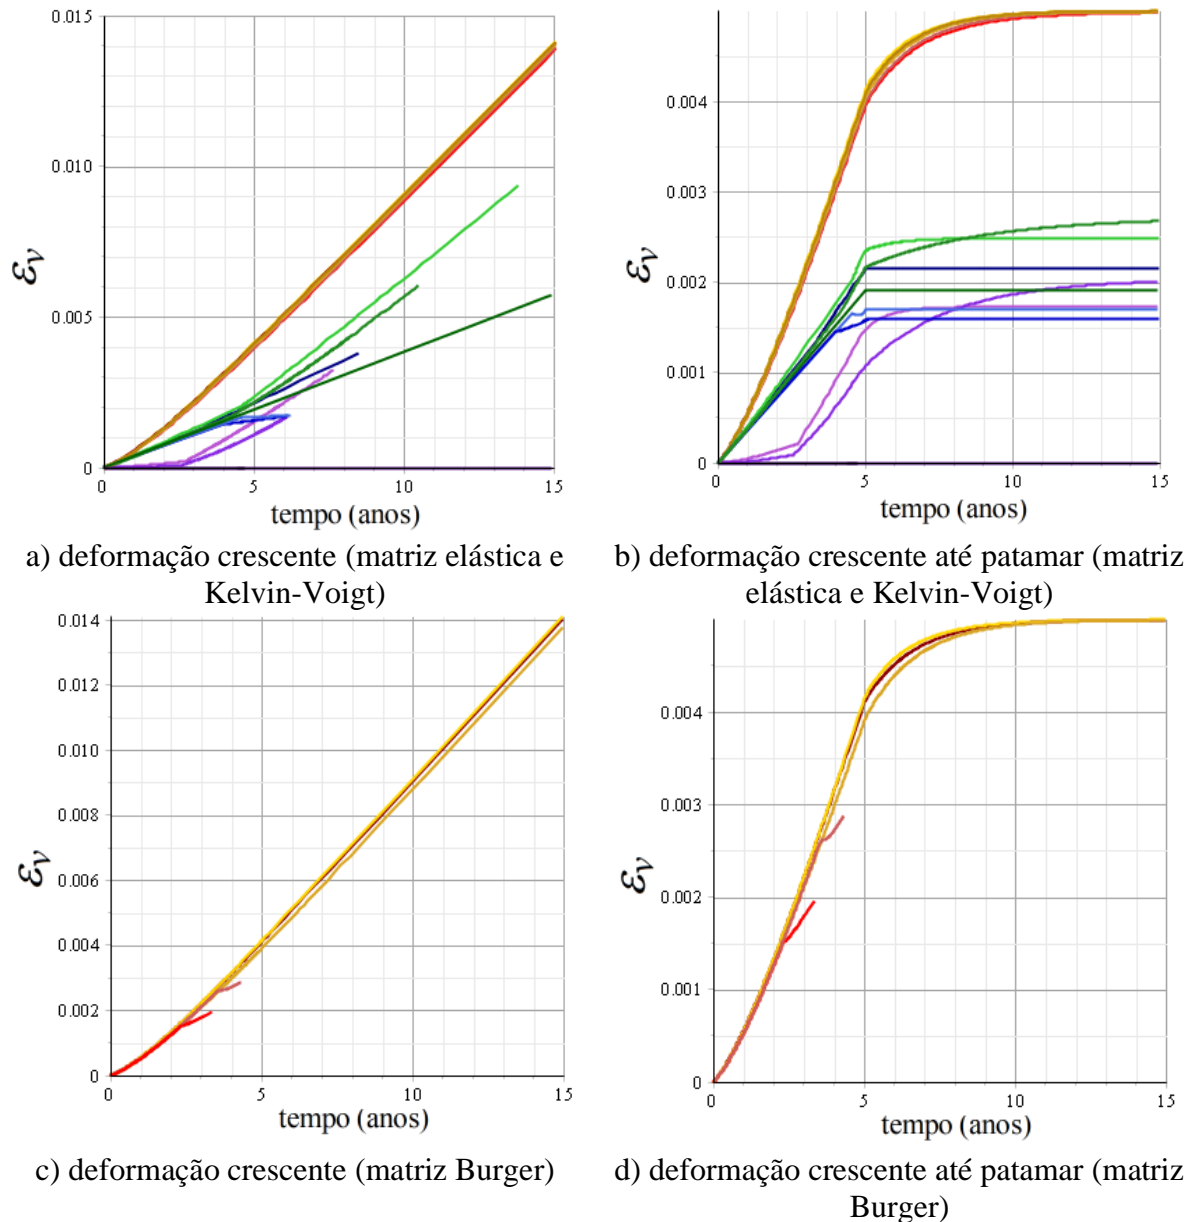 0.015
0.010
0.005
0
0
5
10
15
εᵥ
tempo (anos)
0.004
0.003
0.002
0.001
0
0
5
10
15
εᵥ
tempo (anos)
a) deformação crescente (matriz elástica e
Kelvin-Voigt)
b) deformação crescente até patamar (matriz
elástica e Kelvin-Voigt)
0.014
0.012
0.010
0.008
0.006
0.004
0.002
0
0
5
10
15
εᵥ
tempo (anos)
0.004
0.003
0.002
0.001
0
0
5
10
15
εᵥ
tempo (anos)
c) deformação crescente (matriz Burger)
d) deformação crescente até patamar (matriz
Burger)